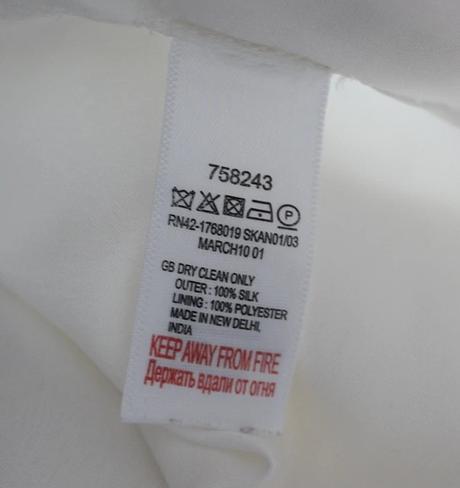 758243
P
RN42-1768019 SKAN01/03
MARCH10 01
GB DRY CLEAN ONLY
OUTER : 100% SILK
LINING : 100% POLYESTER
MADE IN NEW DELHI,
INDIA
KEEP AWAY FROM FIRE
Держать вдали от огня